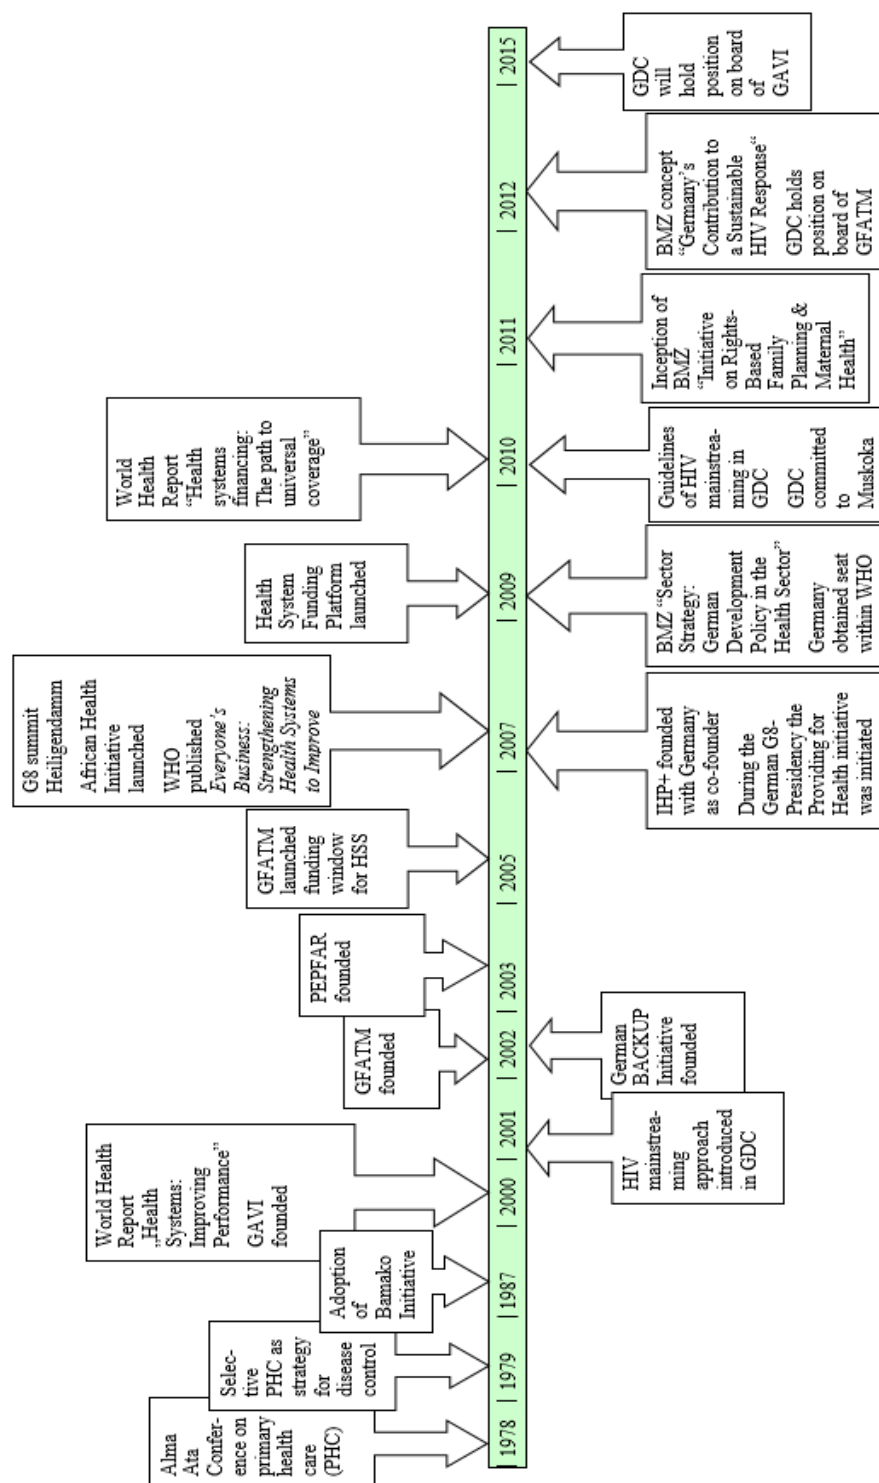 Alma
Ata
Confer-
ence on
primary
health
care
(PHC)
Selec-
tive
PHC as
strategy
for
disease
control
Adoption
of
Bamako
Initiative
World Health
Report
„Health
Systems:
Improving
Performance”
GAVI
founded
GFATM
founded
PEPFAR
founded
GFATM
launched
funding
window
for HSS
G8 summit
Heiligendamm
African Health
Initiative
launched
WHO
published
Everyone’s
Business:
Strengthening
Health Systems
to Improve
Health
System
Funding
Platform
launched
World
Health
Report
“Health
systems
financing:
The path to
universal
coverage”
| 1978 | 1979 | 1987 | 2000 | 2001 | 2002 | 2003 | 2005 | 2007 | 2009 | 2010 | 2011 | 2012 | 2015
HIV
mainstrea-
ming
approach
introduced
in GDC
German
BACKUP
Initiative
founded
IHP+ founded
with Germany
as co-founder
During the
German G8-
Presidency the
Providing for
Health initiative
was initiated
BMZ “Sector
Strategy:
German
Development
Policy in the
Health Sector”
Germany
obtained seat
within WHO
Guidelines
of HIV
mainstrea-
ming in
GDC
GDC
committed
to
Muskoka
Inception of
BMZ
“Initiative
on Rights-
Based
Family
Planning &
Maternal
Health”
BMZ concept
“Germany’s
Contribution to
a Sustainable
HIV Response“
GDC holds
position on
board of
GFATM
GDC
will
hold
position
on board
of
GAVI